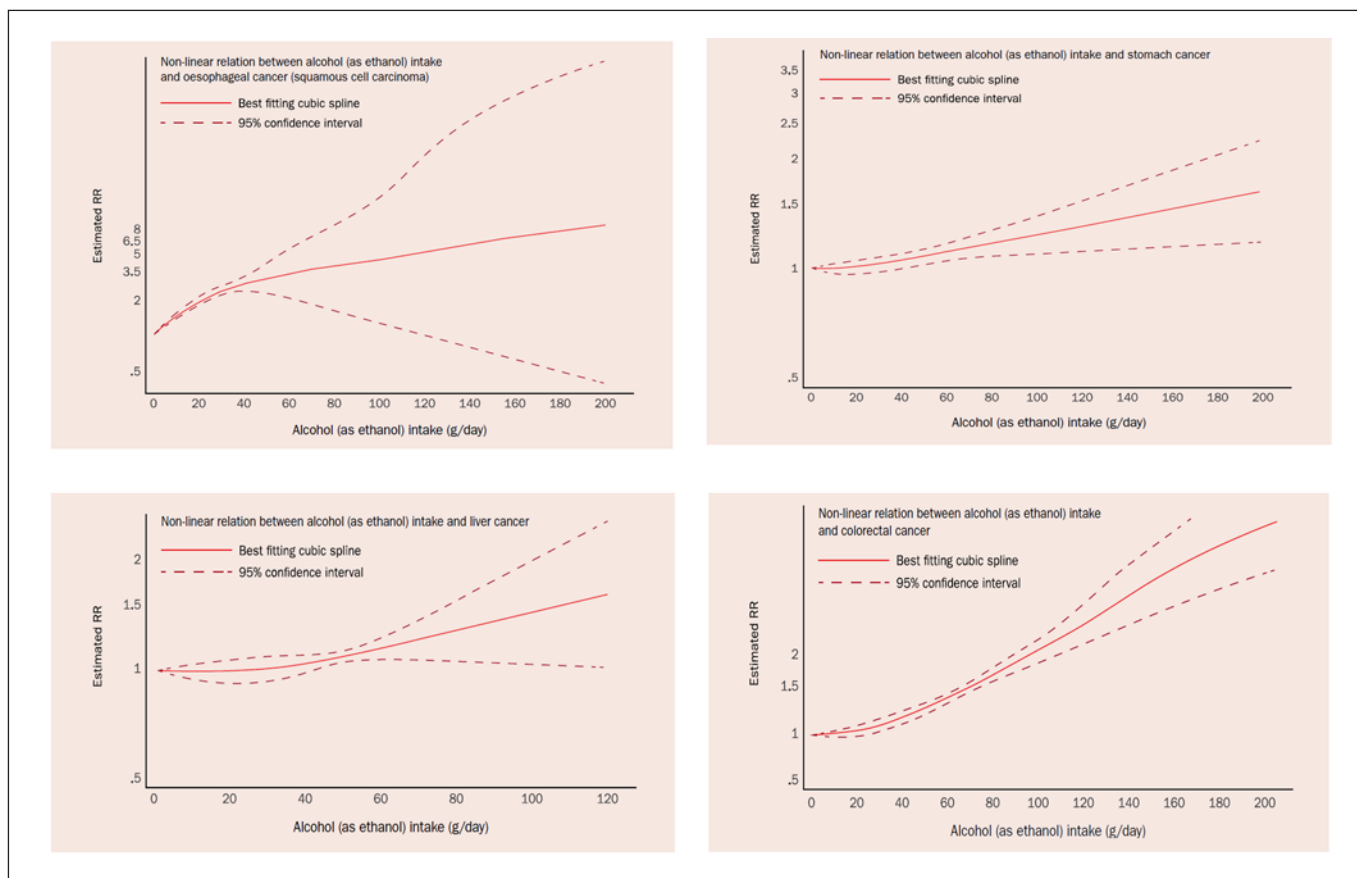 Non-linear relation between alcohol (as ethanol) intake
and oesophageal cancer (squamous cell carcinoma)
Best fitting cubic spline
95% confidence interval
Estimated RR
8
6.5
5
3.5
2
.5
0 20 40 60 80 100 120 140 160 180 200
Alcohol (as ethanol) intake (g/day)
Non-linear relation between alcohol (as ethanol) intake and stomach cancer
Best fitting cubic spline
95% confidence interval
Estimated RR
3.5
3
2.5
2
1.5
1
.5
0 20 40 60 80 100 120 140 160 180 200
Alcohol (as ethanol) intake (g/day)
Non-linear relation between alcohol (as ethanol) intake and liver cancer
Best fitting cubic spline
95% confidence interval
Estimated RR
2
1.5
1
.5
0 20 40 60 80 100 120
Alcohol (as ethanol) intake (g/day)
Non-linear relation between alcohol (as ethanol) intake
and colorectal cancer
Best fitting cubic spline
95% confidence interval
Estimated RR
2
1.5
1
.5
0 20 40 60 80 100 120 140 160 180 200
Alcohol (as ethanol) intake (g/day)